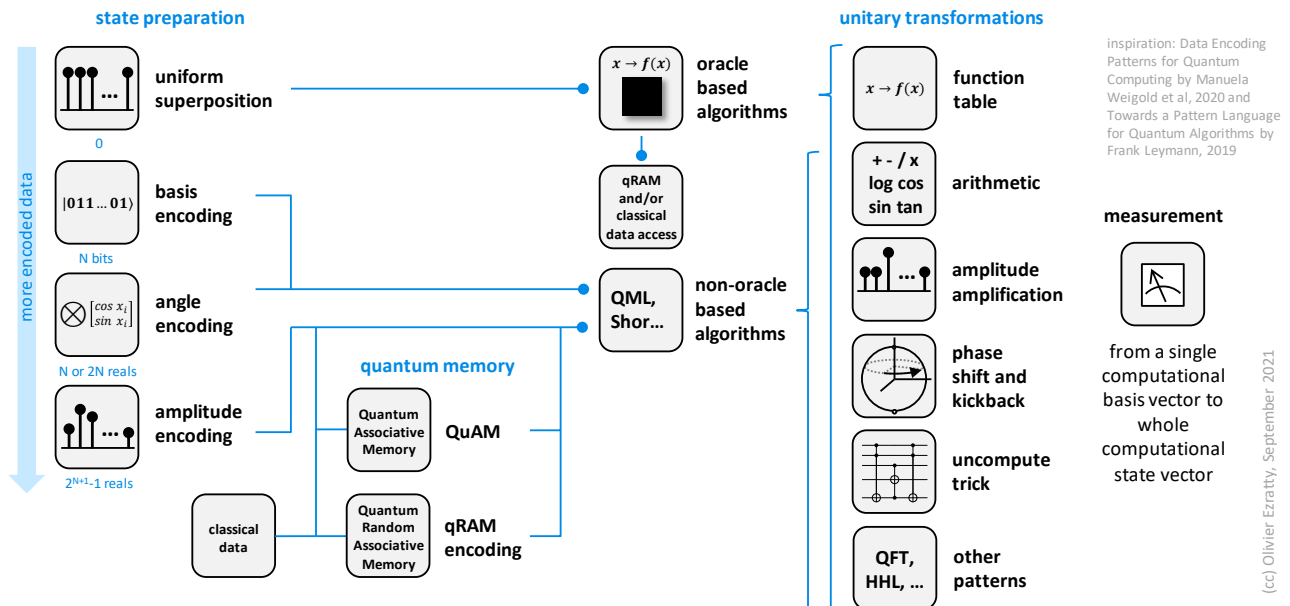 state preparation
unitary transformations
more encoded data
...
uniform
superposition
0
|011 … 01⟩
basis
encoding
N bits
⊗ [cos xᵢ
sin xᵢ]
angle
encoding
N or 2N reals
...
amplitude
encoding
2ᴺ⁺¹-1 reals
classical
data
quantum memory
Quantum
Associative
Memory
QuAM
Quantum
Random
Associative
Memory
qRAM
encoding
x → f(x)
oracle
based
algorithms
qRAM
and/or
classical
data access
QML,
Shor…
non-oracle
based
algorithms
x → f(x)
function
table
+ - / x
log cos
sin tan
arithmetic
...
amplitude
amplification
phase
shift and
kickback
uncompute
trick
QFT,
HHL, …
other
patterns
inspiration: Data Encoding
Patterns for Quantum
Computing by Manuela
Weigold et al, 2020 and
Towards a Pattern Language
for Quantum Algorithms by
Frank Leymann, 2019
measurement
from a single
computational
basis vector to
whole
computational
state vector
(cc) Olivier Ezratty, September 2021